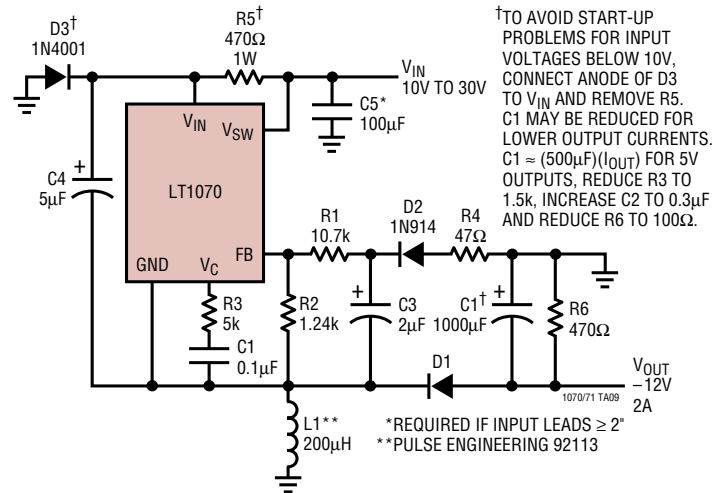 D3†
1N4001
R5†
470Ω
1W
VIN
10V TO 30V
C5*
100µF
†TO AVOID START-UP
PROBLEMS FOR INPUT
VOLTAGES BELOW 10V,
CONNECT ANODE OF D3
TO VIN AND REMOVE R5.
C1 MAY BE REDUCED FOR
LOWER OUTPUT CURRENTS.
C1 ≈ (500µF)(IOUT) FOR 5V
OUTPUTS, REDUCE R3 TO
1.5k, INCREASE C2 TO 0.3µF
AND REDUCE R6 TO 100Ω.
VIN
VSW
LT1070
GND
VC
FB
+
C4
5µF
R1
10.7k
D2
1N914
R4
47Ω
R3
5k
C1
0.1µF
R2
1.24k
+
C3
2µF
C1†
+
1000µF
R6
470Ω
D1
VOUT
–12V
2A
1070/71 TA09
L1**
200µH
*REQUIRED IF INPUT LEADS ≥ 2"
**PULSE ENGINEERING 92113